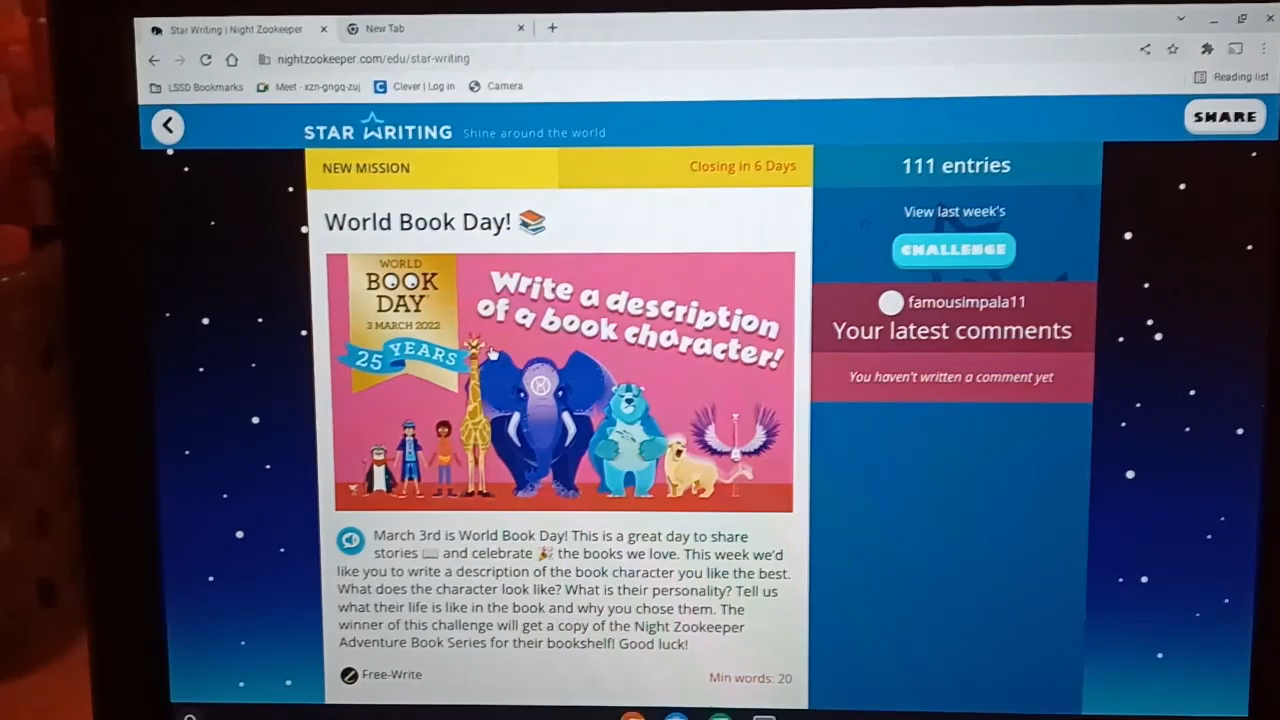 Star Writing | Night Zookeeper
New Tab
nightzookeeper.com/edu/star-writing
LSSD Bookmarks
Meet - xzn-gngq-zuj
Clever | Log in
Camera
Reading list
STAR WRITING Shine around the world
SHARE
NEW MISSION
Closing in 6 Days
World Book Day!
WORLD
BOOK
DAY
3 MARCH 2022
25 YEARS
Write a description
of a book character!
March 3rd is World Book Day! This is a great day to share
stories 📖 and celebrate 🎉 the books we love. This week we'd
like you to write a description of the book character you like the best.
What does the character look like? What is their personality? Tell us
what their life is like in the book and why you chose them. The
winner of this challenge will get a copy of the Night Zookeeper
Adventure Book Series for their bookshelf! Good luck!
Free-Write
Min words: 20
111 entries
View last week's
CHALLENGE
famousimpala11
Your latest comments
You haven't written a comment yet